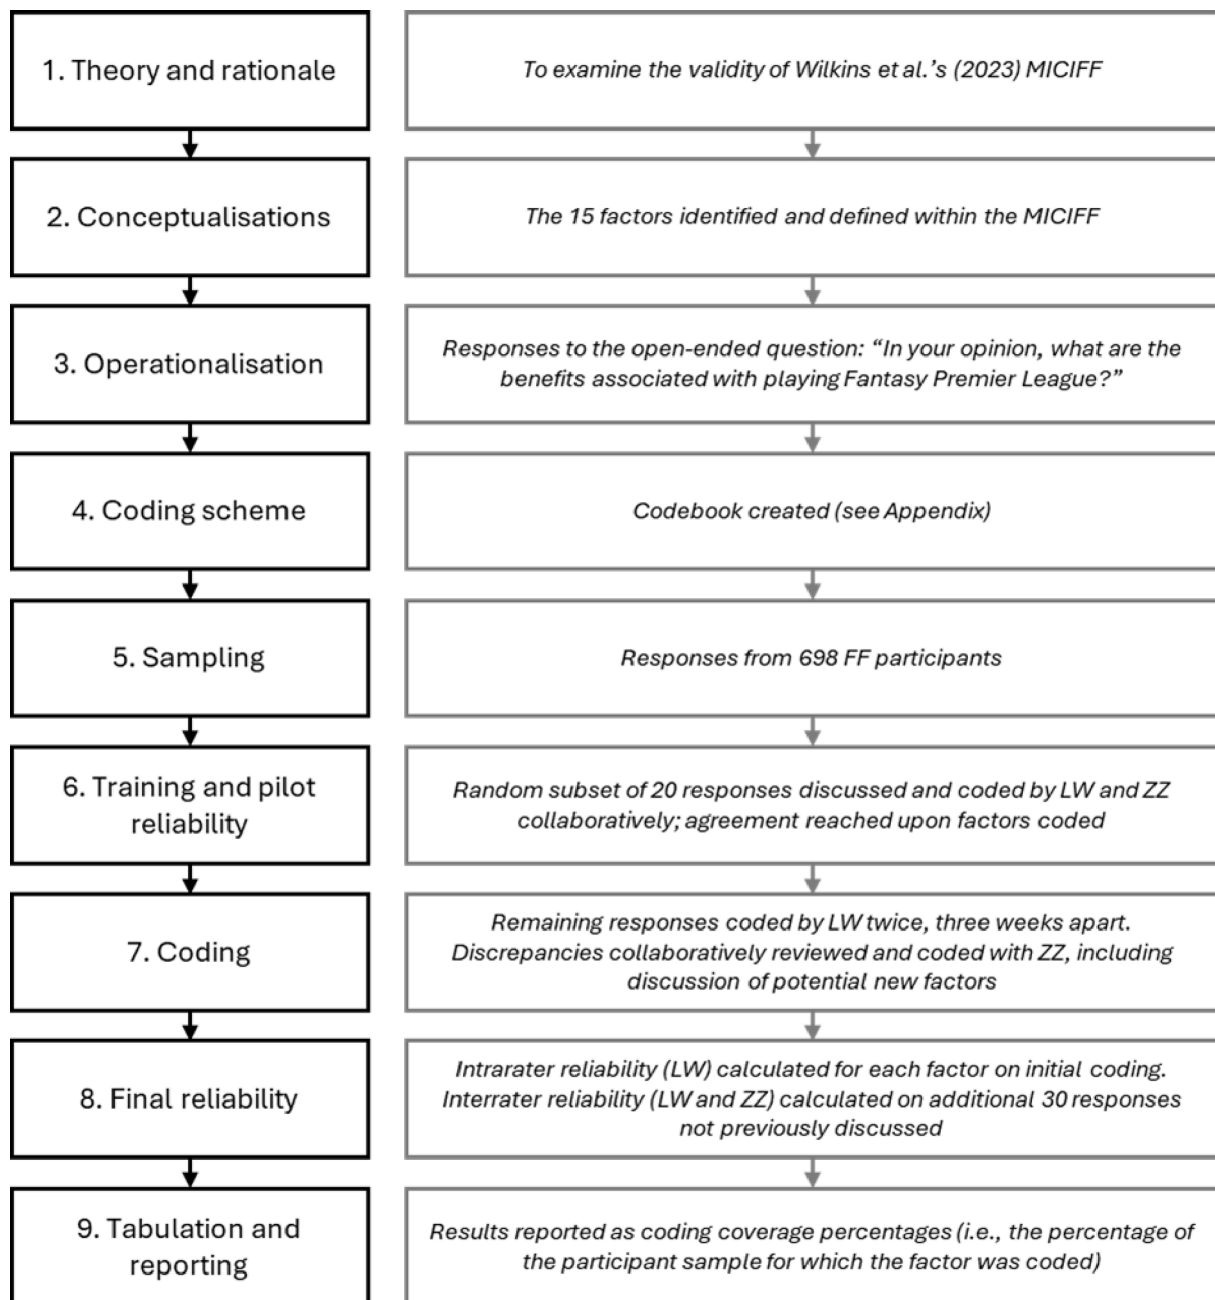 1. Theory and rationale
To examine the validity of Wilkins et al.’s (2023) MICIFF
2. Conceptualisations
The 15 factors identified and defined within the MICIFF
3. Operationalisation
Responses to the open-ended question: “In your opinion, what are the
benefits associated with playing Fantasy Premier League?”
4. Coding scheme
Codebook created (see Appendix)
5. Sampling
Responses from 698 FF participants
6. Training and pilot
reliability
Random subset of 20 responses discussed and coded by LW and ZZ
collaboratively; agreement reached upon factors coded
7. Coding
Remaining responses coded by LW twice, three weeks apart.
Discrepancies collaboratively reviewed and coded with ZZ, including
discussion of potential new factors
8. Final reliability
Intrarater reliability (LW) calculated for each factor on initial coding.
Interrater reliability (LW and ZZ) calculated on additional 30 responses
not previously discussed
9. Tabulation and
reporting
Results reported as coding coverage percentages (i.e., the percentage of
the participant sample for which the factor was coded)